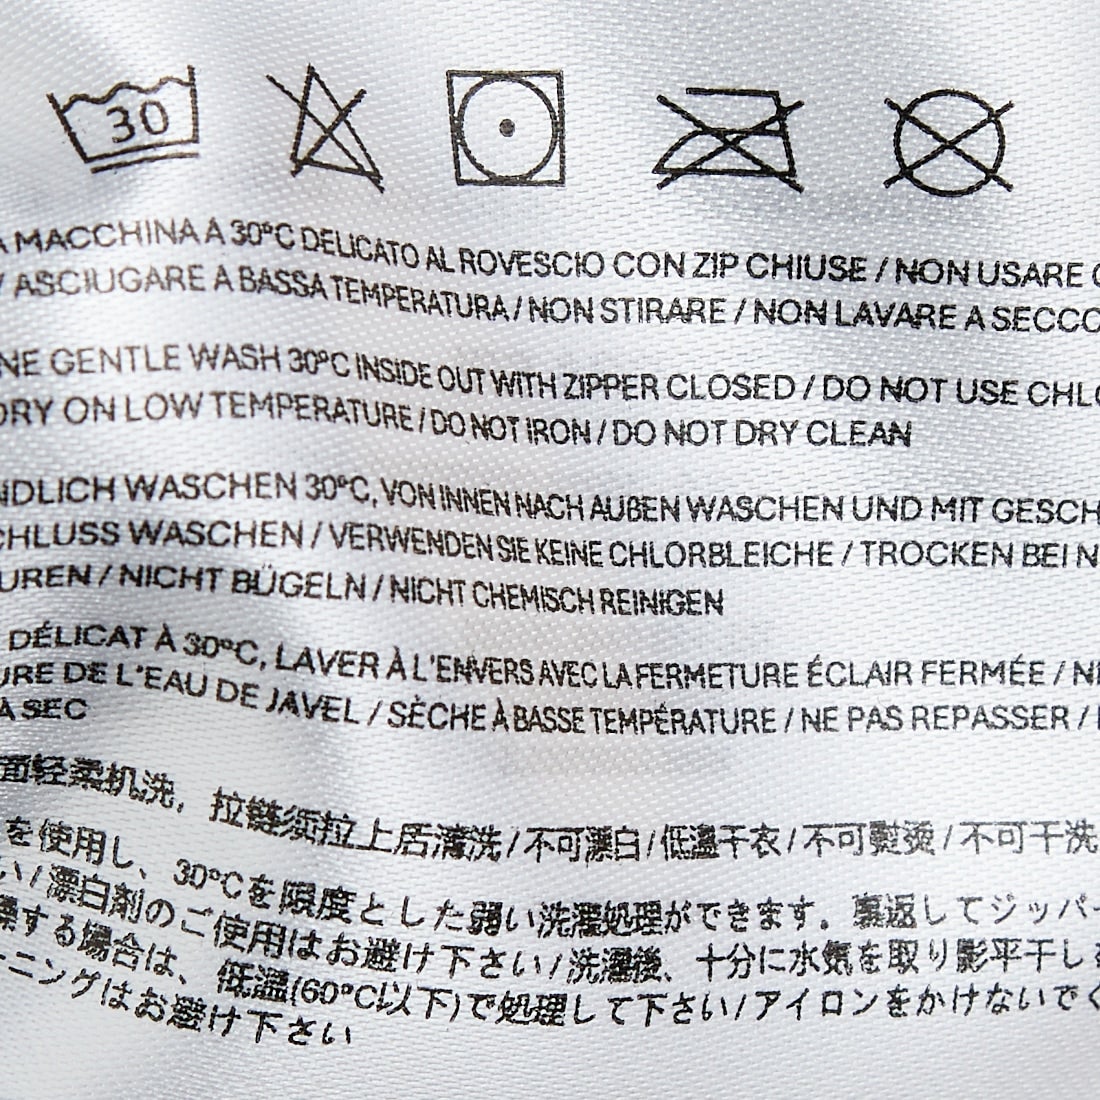 30
A MACCHINA A 30°C DELICATO AL ROVESCIO CON ZIP CHIUSE / NON USARE C
/ ASCIUGARE A BASSA TEMPERATURA / NON STIRARE / NON LAVARE A SECCO
NE GENTLE WASH 30°C INSIDE OUT WITH ZIPPER CLOSED / DO NOT USE CHLO
DRY ON LOW TEMPERATURE / DO NOT IRON / DO NOT DRY CLEAN
NDLICH WASCHEN 30°C, VON INNEN NACH AUßEN WASCHEN UND MIT GESCH
CHLUSS WASCHEN / VERWENDEN SIE KEINE CHLORBLEICHE / TROCKEN BEI N
UREN / NICHT BÜGELN / NICHT CHEMISCH REINIGEN
DÉLICAT À 30°C, LAVER À L'ENVERS AVEC LA FERMETURE ÉCLAIR FERMÉE / NE
URE DE L'EAU DE JAVEL / SÈCHE À BASSE TEMPÉRATURE / NE PAS REPASSER /
A SEC
面轻柔机洗, 拉链须拉上后清洗/不可漂白/低温干衣/不可熨烫/不可干洗
を使用し、30°Cを限度とした弱い洗濯処理ができます。裏返してジッパー
い/漂白剤のご使用はお避け下さい/洗濯後、十分に水気を取り影平干しる
燥する場合は、低温(60°C以下)で処理して下さい/アイロンをかけないでく
ーニングはお避け下さい